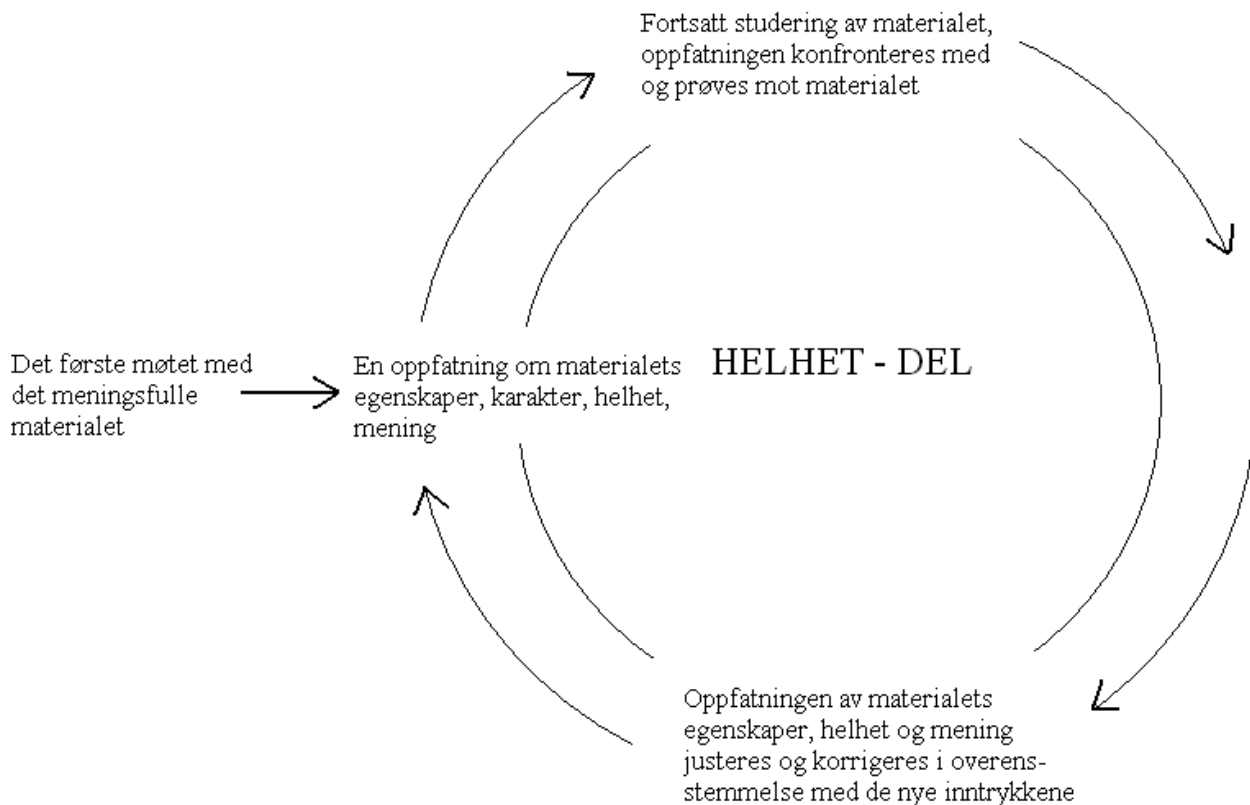 Fortsatt studering av materialet,
oppfatningen konfronteres med
og prøves mot materialet
Det første møtet med
det meningsfulle
materialet
En oppfatning om materialets
egenskaper, karakter, helhet,
mening
HELHET - DEL
Oppfatningen av materialets
egenskaper, helhet og mening
justeres og korrigeres i overens-
stemmelse med de nye inntrykkene